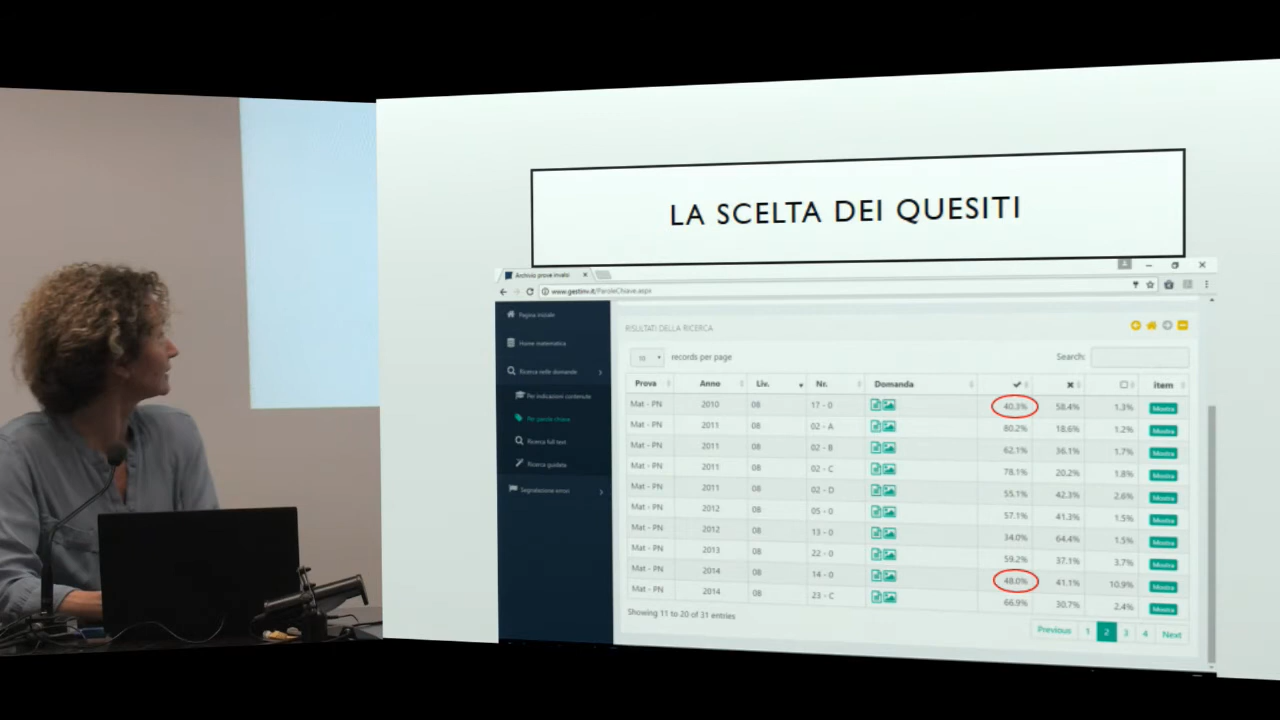 LA SCELTA DEI QUESITI
Archivio prove invalsi
www.gestinv.it/ParoleChiave.aspx
Pagina iniziale
Home matematica
Ricerca nelle domande
Per indicazioni contenute
Per parole chiave
Ricerca full text
Ricerca guidata
Segnalazione errori
RISULTATI DELLA RICERCA
10 records per page Search:
Prova Anno Liv. Nr. Domanda ✔ ✖ ☐ item
Mat - PN 2010 08 17 - 0 40.3% 58.4% 1.3% Mostra
Mat - PN 2011 08 02 - A 80.2% 18.6% 1.2% Mostra
Mat - PN 2011 08 02 - B 62.1% 36.1% 1.7% Mostra
Mat - PN 2011 08 02 - C 78.1% 20.2% 1.8% Mostra
Mat - PN 2011 08 02 - D 55.1% 42.3% 2.6% Mostra
Mat - PN 2012 08 05 - 0 57.1% 41.3% 1.5% Mostra
Mat - PN 2012 08 13 - 0 34.0% 64.4% 1.5% Mostra
Mat - PN 2013 08 22 - 0 59.2% 37.1% 3.7% Mostra
Mat - PN 2014 08 14 - 0 48.0% 41.1% 10.9% Mostra
Mat - PN 2014 08 23 - C 66.9% 30.7% 2.4% Mostra
Showing 11 to 20 of 31 entries
Previous 1 2 3 4 Next